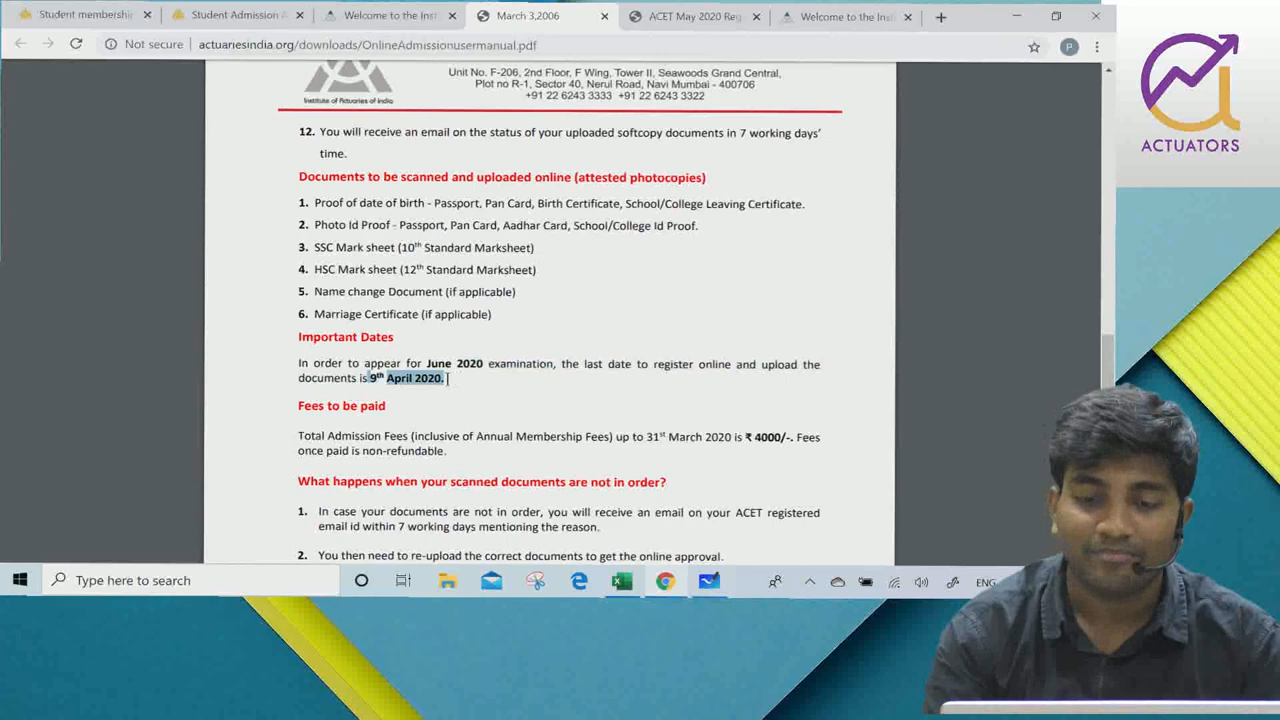 Student membership
Student Admission A
Welcome to the Insti
March 3,2006
ACET May 2020 Reg
Welcome to the Insti
Not secure
actuariesindia.org/downloads/OnlineAdmissionusermanual.pdf
P
ACTUATORS
Institute of Actuaries of India
Unit No. F-206, 2nd Floor, F Wing, Tower II, Seawoods Grand Central,
Plot no R-1, Sector 40, Nerul Road, Navi Mumbai - 400706
+91 22 6243 3333 +91 22 6243 3322
12. You will receive an email on the status of your uploaded softcopy documents in 7 working days’
time.
Documents to be scanned and uploaded online (attested photocopies)
1. Proof of date of birth - Passport, Pan Card, Birth Certificate, School/College Leaving Certificate.
2. Photo Id Proof - Passport, Pan Card, Aadhar Card, School/College Id Proof.
3. SSC Mark sheet (10th Standard Marksheet)
4. HSC Mark sheet (12th Standard Marksheet)
5. Name change Document (if applicable)
6. Marriage Certificate (if applicable)
Important Dates
In order to appear for June 2020 examination, the last date to register online and upload the
documents is 9th April 2020.
Fees to be paid
Total Admission Fees (inclusive of Annual Membership Fees) up to 31st March 2020 is ₹ 4000/-. Fees
once paid is non-refundable.
What happens when your scanned documents are not in order?
1. In case your documents are not in order, you will receive an email on your ACET registered
email id within 7 working days mentioning the reason.
2. You then need to re-upload the correct documents to get the online approval.
Type here to search
ENG